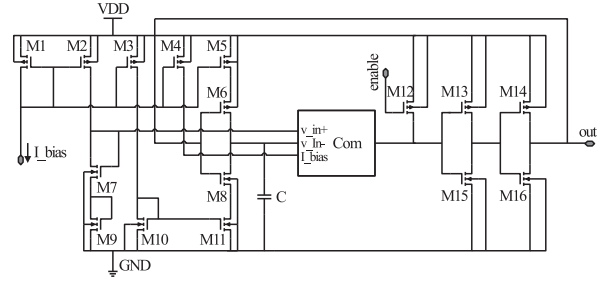 VDD
M1 M2 M3 M4 M5
M6
enable
M12 M13 M14
I_bias
v_in+
v_In- Com
I_bias
out
M7 M8 C M15 M16
M9 M10 M11
GND